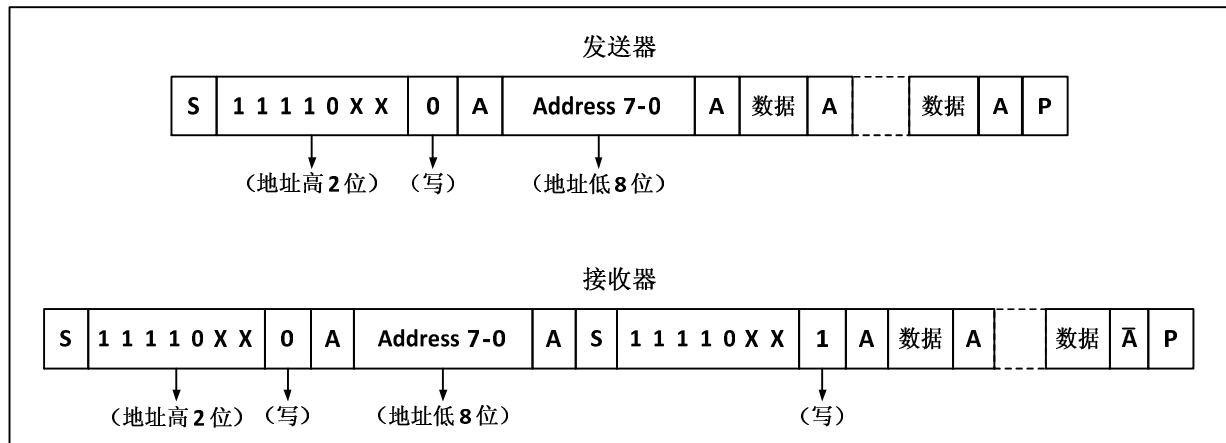 发送器
S 1 1 1 1 0 X X 0 A Address 7-0 A 数据 A 数据 A P
（地址高2位） （写） （地址低8位）
接收器
S 1 1 1 1 0 X X 0 A Address 7-0 A S 1 1 1 1 0 X X 1 A 数据 A 数据 A̅ P
（地址高2位） （写） （地址低8位） （写）